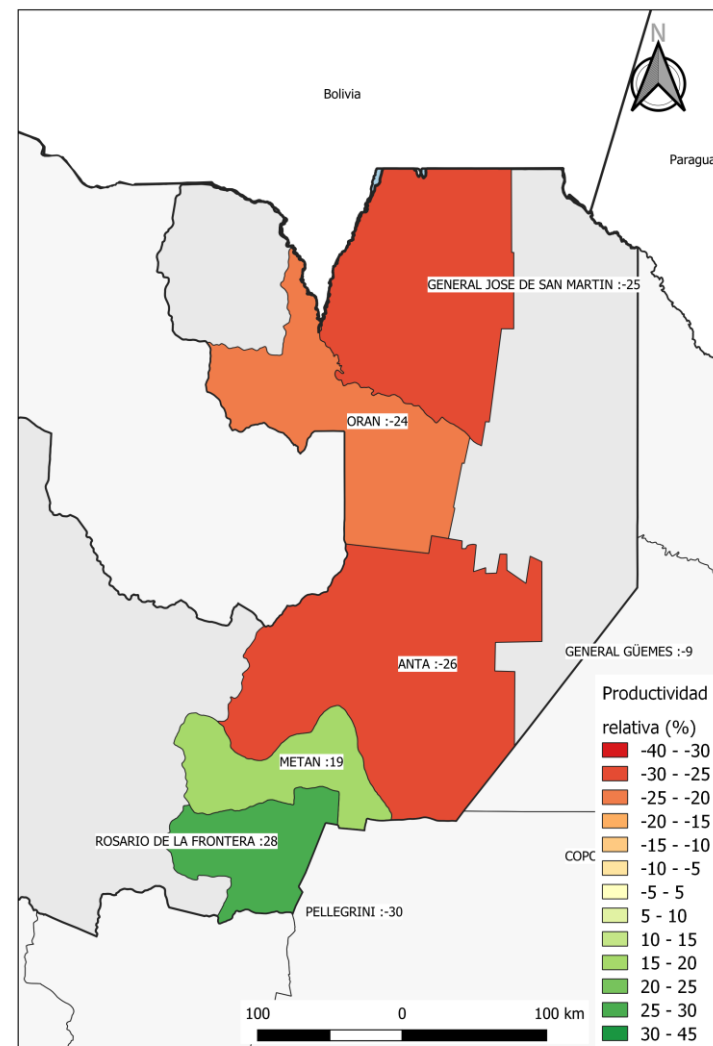 N
Bolivia
Paragua
GENERAL JOSE DE SAN MARTIN :-25
ORAN :-24
GENERAL GÜEMES :-9
ANTA :-26
METAN :19
ROSARIO DE LA FRONTERA :28
COPC
PELLEGRINI :-30
Productividad
relativa (%)
-40 - -30
-30 - -25
-25 - -20
-20 - -15
-15 - -10
-10 - -5
-5 - 5
5 - 10
10 - 15
15 - 20
20 - 25
25 - 30
30 - 45
100 0 100 km